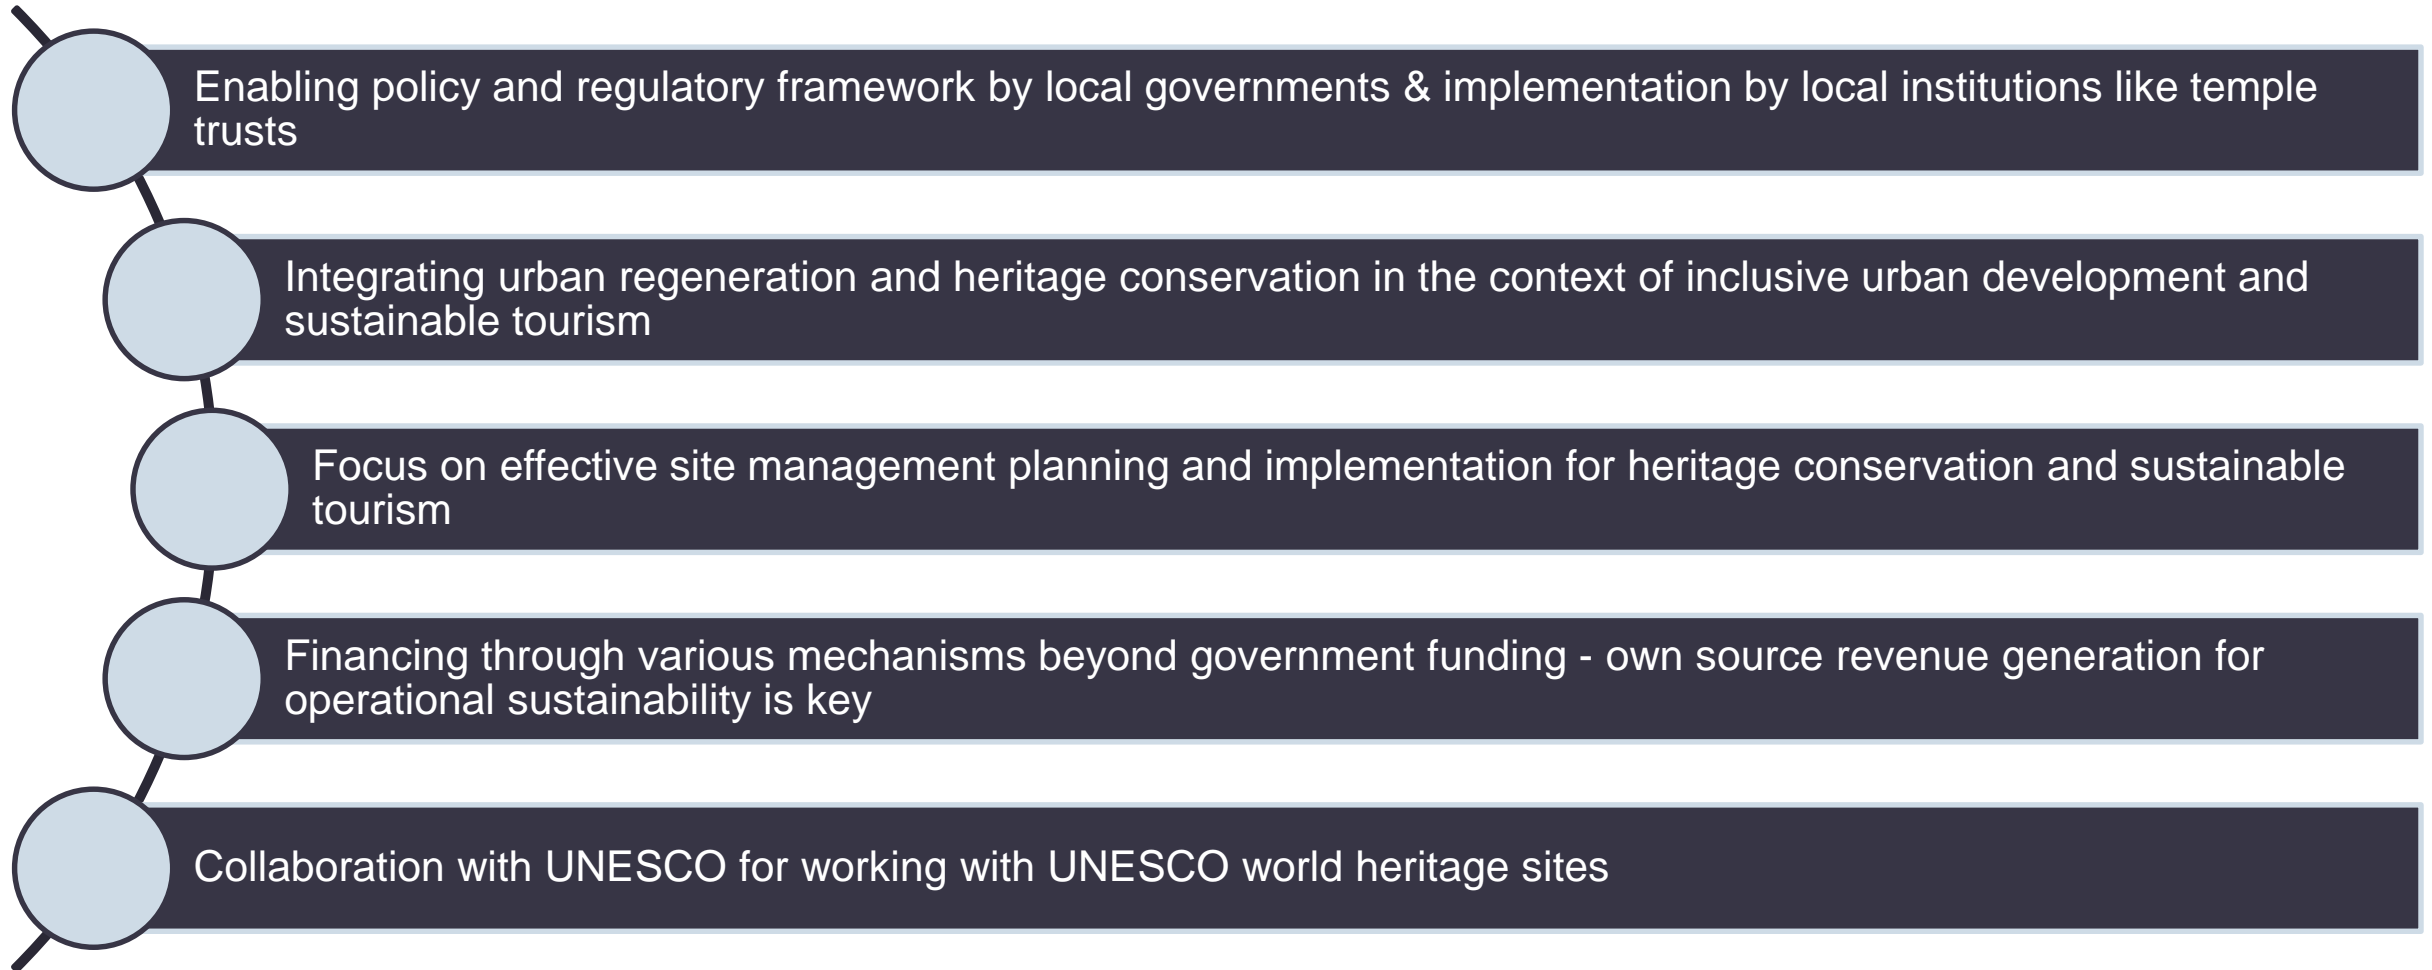 Enabling policy and regulatory framework by local governments & implementation by local institutions like temple
trusts
Integrating urban regeneration and heritage conservation in the context of inclusive urban development and
sustainable tourism
Focus on effective site management planning and implementation for heritage conservation and sustainable
tourism
Financing through various mechanisms beyond government funding - own source revenue generation for
operational sustainability is key
Collaboration with UNESCO for working with UNESCO world heritage sites